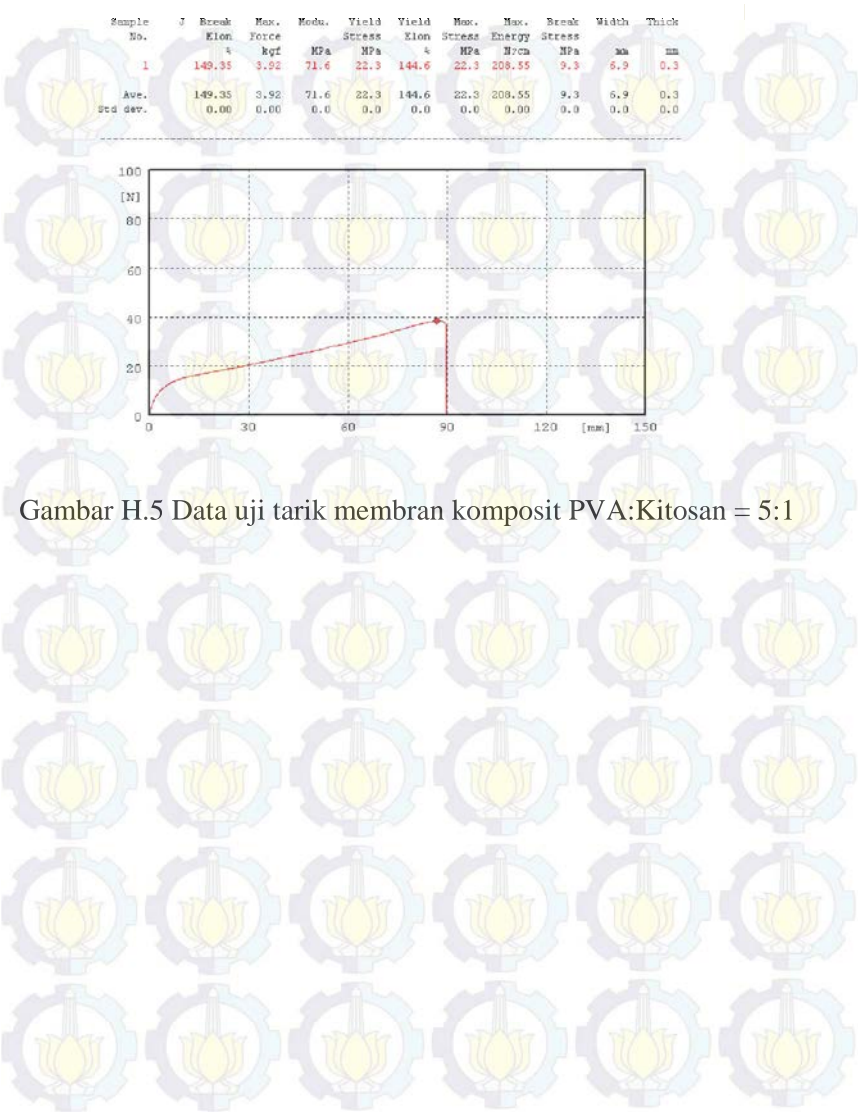 Sample J Break Max. Modu. Yield Yield Max. Max. Break Width Thick
No. Elon Force Stress Elon Stress Energy Stress
% kgf MPa MPa % MPa N?cm MPa mm mm
1 149.35 3.92 71.6 22.3 144.6 22.3 208.55 9.3 6.9 0.3
Ave. 149.35 3.92 71.6 22.3 144.6 22.3 208.55 9.3 6.9 0.3
Std dev. 0.00 0.00 0.0 0.0 0.0 0.0 0.00 0.0 0.0 0.0
100
[N]
80
60
40
20
0
0 30 60 90 120 [mm] 150
Gambar H.5 Data uji tarik membran komposit PVA:Kitosan = 5:1